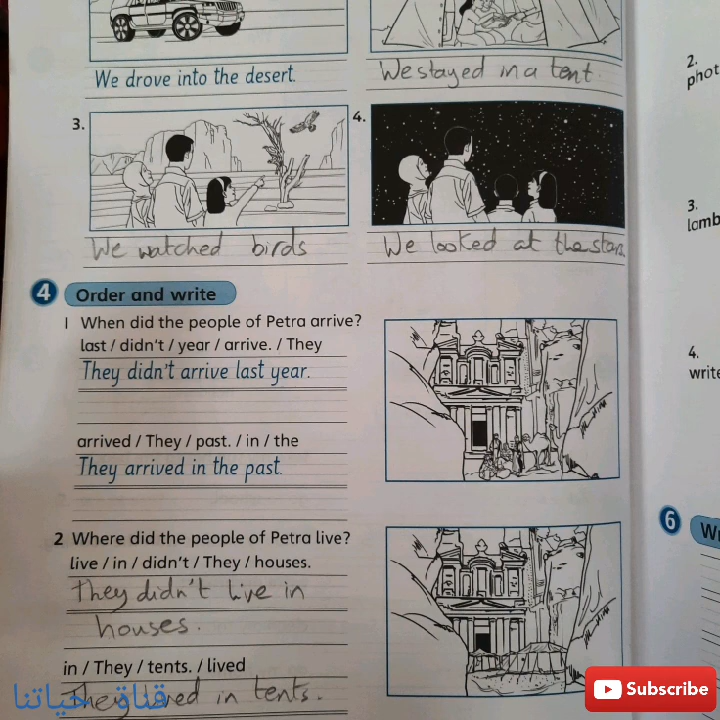 We drove into the desert.
We stayed in a tent.
2.
phot
3.
4.
3.
lamb
We watched birds
We looked at the stars
4 Order and write
1 When did the people of Petra arrive?
last / didn't / year / arrive. / They
They didn't arrive last year.
4.
write
arrived / They / past. / in / the
They arrived in the past.
2 Where did the people of Petra live?
live / in / didn't / They / houses.
They didn't live in
houses.
6
in / They / tents. / lived
They lived in tents.
قناة حياتنا
Subscribe